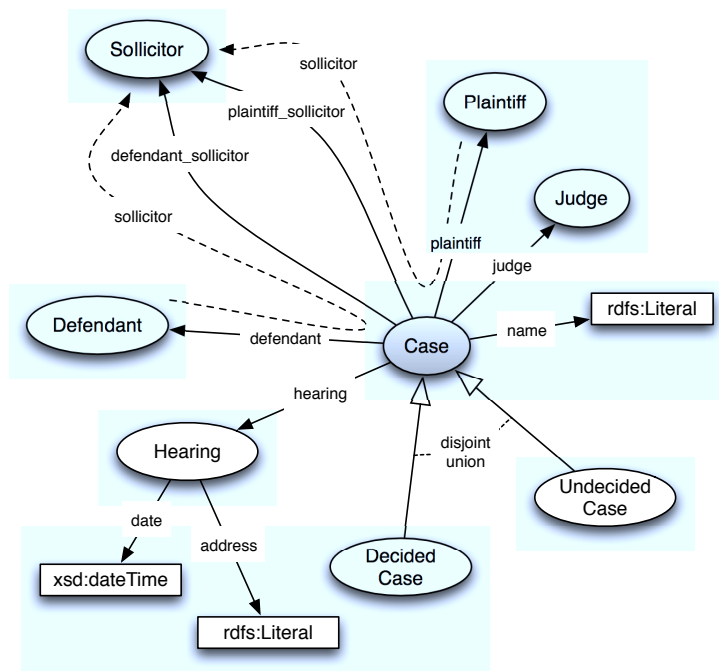 Sollicitor
sollicitor
Plaintiff
plaintiff_sollicitor
defendant_sollicitor
Judge
sollicitor
plaintiff
judge
Defendant
defendant
Case
name
rdfs:Literal
hearing
Hearing
disjoint
union
Undecided
Case
date
address
Decided
Case
xsd:dateTime
rdfs:Literal